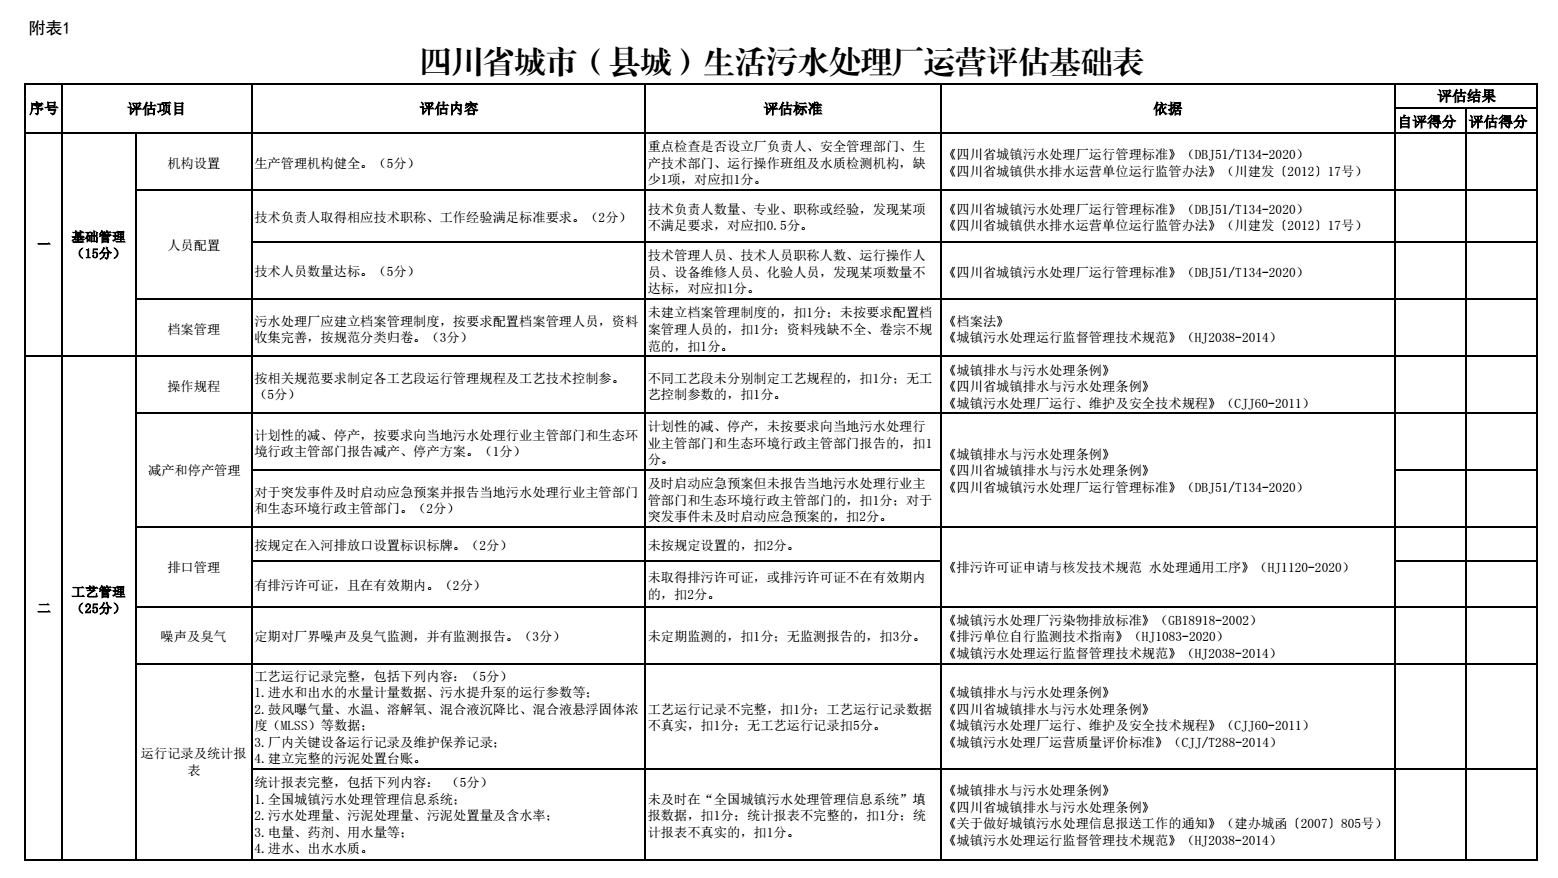 附表1
四川省城市（县城）生活污水处理厂运营评估基础表
序号
评估项目
评估内容
评估标准
依据
评估结果
自评得分
评估得分
一
基础管理
（15分）
机构设置
生产管理机构健全。（5分）
重点检查是否设立厂负责人、安全管理部门、生
产技术部门、运行操作班组及水质检测机构，缺
少1项，对应扣1分。
《四川省城镇污水处理厂运行管理标准》（DBJ51/T134-2020）
《四川省城镇供水排水运营单位运行监管办法》（川建发〔2012〕17号）
人员配置
技术负责人取得相应技术职称、工作经验满足标准要求。（2分）
技术负责人数量、专业、职称或经验，发现某项
不满足要求，对应扣0.5分。
《四川省城镇污水处理厂运行管理标准》（DBJ51/T134-2020）
《四川省城镇供水排水运营单位运行监管办法》（川建发〔2012〕17号）
技术人员数量达标。（5分）
技术管理人员、技术人员职称人数、运行操作人
员、设备维修人员、化验人员，发现某项数量不
达标，对应扣1分。
《四川省城镇污水处理厂运行管理标准》（DBJ51/T134-2020）
档案管理
污水处理厂应建立档案管理制度，按要求配置档案管理人员，资料
收集完善，按规范分类归卷。（3分）
未建立档案管理制度的，扣1分；未按要求配置档
案管理人员的，扣1分；资料残缺不全、卷宗不规
范的，扣1分。
《档案法》
《城镇污水处理运行监督管理技术规范》（HJ2038-2014）
二
工艺管理
（25分）
操作规程
按相关规范要求制定各工艺段运行管理规程及工艺技术控制参。
（5分）
不同工艺段未分别制定工艺规程的，扣1分；无工
艺控制参数的，扣1分。
《城镇排水与污水处理条例》
《四川省城镇排水与污水处理条例》
《城镇污水处理厂运行、维护及安全技术规程》（CJJ60-2011）
减产和停产管理
计划性的减、停产，按要求向当地污水处理行业主管部门和生态环
境行政主管部门报告减产、停产方案。（1分）
计划性的减、停产，未按要求向当地污水处理行
业主管部门和生态环境行政主管部门报告的，扣1
分。
《城镇排水与污水处理条例》
《四川省城镇排水与污水处理条例》
《四川省城镇污水处理厂运行管理标准》（DBJ51/T134-2020）
对于突发事件及时启动应急预案并报告当地污水处理行业主管部门
和生态环境行政主管部门。（2分）
及时启动应急预案但未报告当地污水处理行业主
管部门和生态环境行政主管部门的，扣1分；对于
突发事件未及时启动应急预案的，扣2分。
排口管理
按规定在入河排放口设置标识标牌。（2分）
未按规定设置的，扣2分。
《排污许可证申请与核发技术规范 水处理通用工序》（HJ1120-2020）
有排污许可证，且在有效期内。（2分）
未取得排污许可证，或排污许可证不在有效期内
的，扣2分。
噪声及臭气
定期对厂界噪声及臭气监测，并有监测报告。（3分）
未定期监测的，扣1分；无监测报告的，扣3分。
《城镇污水处理厂污染物排放标准》（GB18918-2002）
《排污单位自行监测技术指南》（HJ1083-2020）
《城镇污水处理运行监督管理技术规范》（HJ2038-2014）
运行记录及统计报
表
工艺运行记录完整，包括下列内容：（5分）
1.进水和出水的水量计量数据、污水提升泵的运行参数等；
2.鼓风曝气量、水温、溶解氧、混合液沉降比、混合液悬浮固体浓
度（MLSS）等数据；
3.厂内关键设备运行记录及维护保养记录；
4.建立完整的污泥处置台账。
工艺运行记录不完整，扣1分；工艺运行记录数据
不真实，扣1分；无工艺运行记录扣5分。
《城镇排水与污水处理条例》
《四川省城镇排水与污水处理条例》
《城镇污水处理厂运行、维护及安全技术规程》（CJJ60-2011）
《城镇污水处理厂运营质量评价标准》（CJJ/T288-2014）
统计报表完整，包括下列内容： （5分）
1.全国城镇污水处理管理信息系统；
2.污水处理量、污泥处理量、污泥处置量及含水率；
3.电量、药剂、用水量等；
4.进水、出水水质。
未及时在“全国城镇污水处理管理信息系统”填
报数据，扣1分；统计报表不完整的，扣1分；统
计报表不真实的，扣1分。
《城镇排水与污水处理条例》
《四川省城镇排水与污水处理条例》
《关于做好城镇污水处理信息报送工作的通知》（建办城函〔2007〕805号）
《城镇污水处理运行监督管理技术规范》（HJ2038-2014）